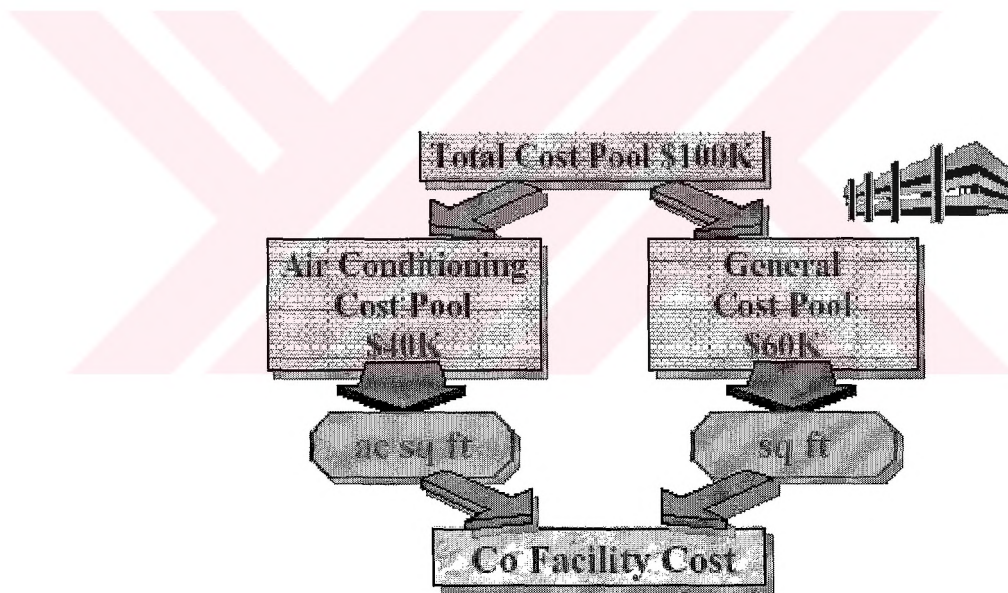 Total Cost Pool $100K
Air Conditioning
Cost Pool
$40K
General
Cost Pool
$60K
ac sq ft
sq ft
Co Facility Cost